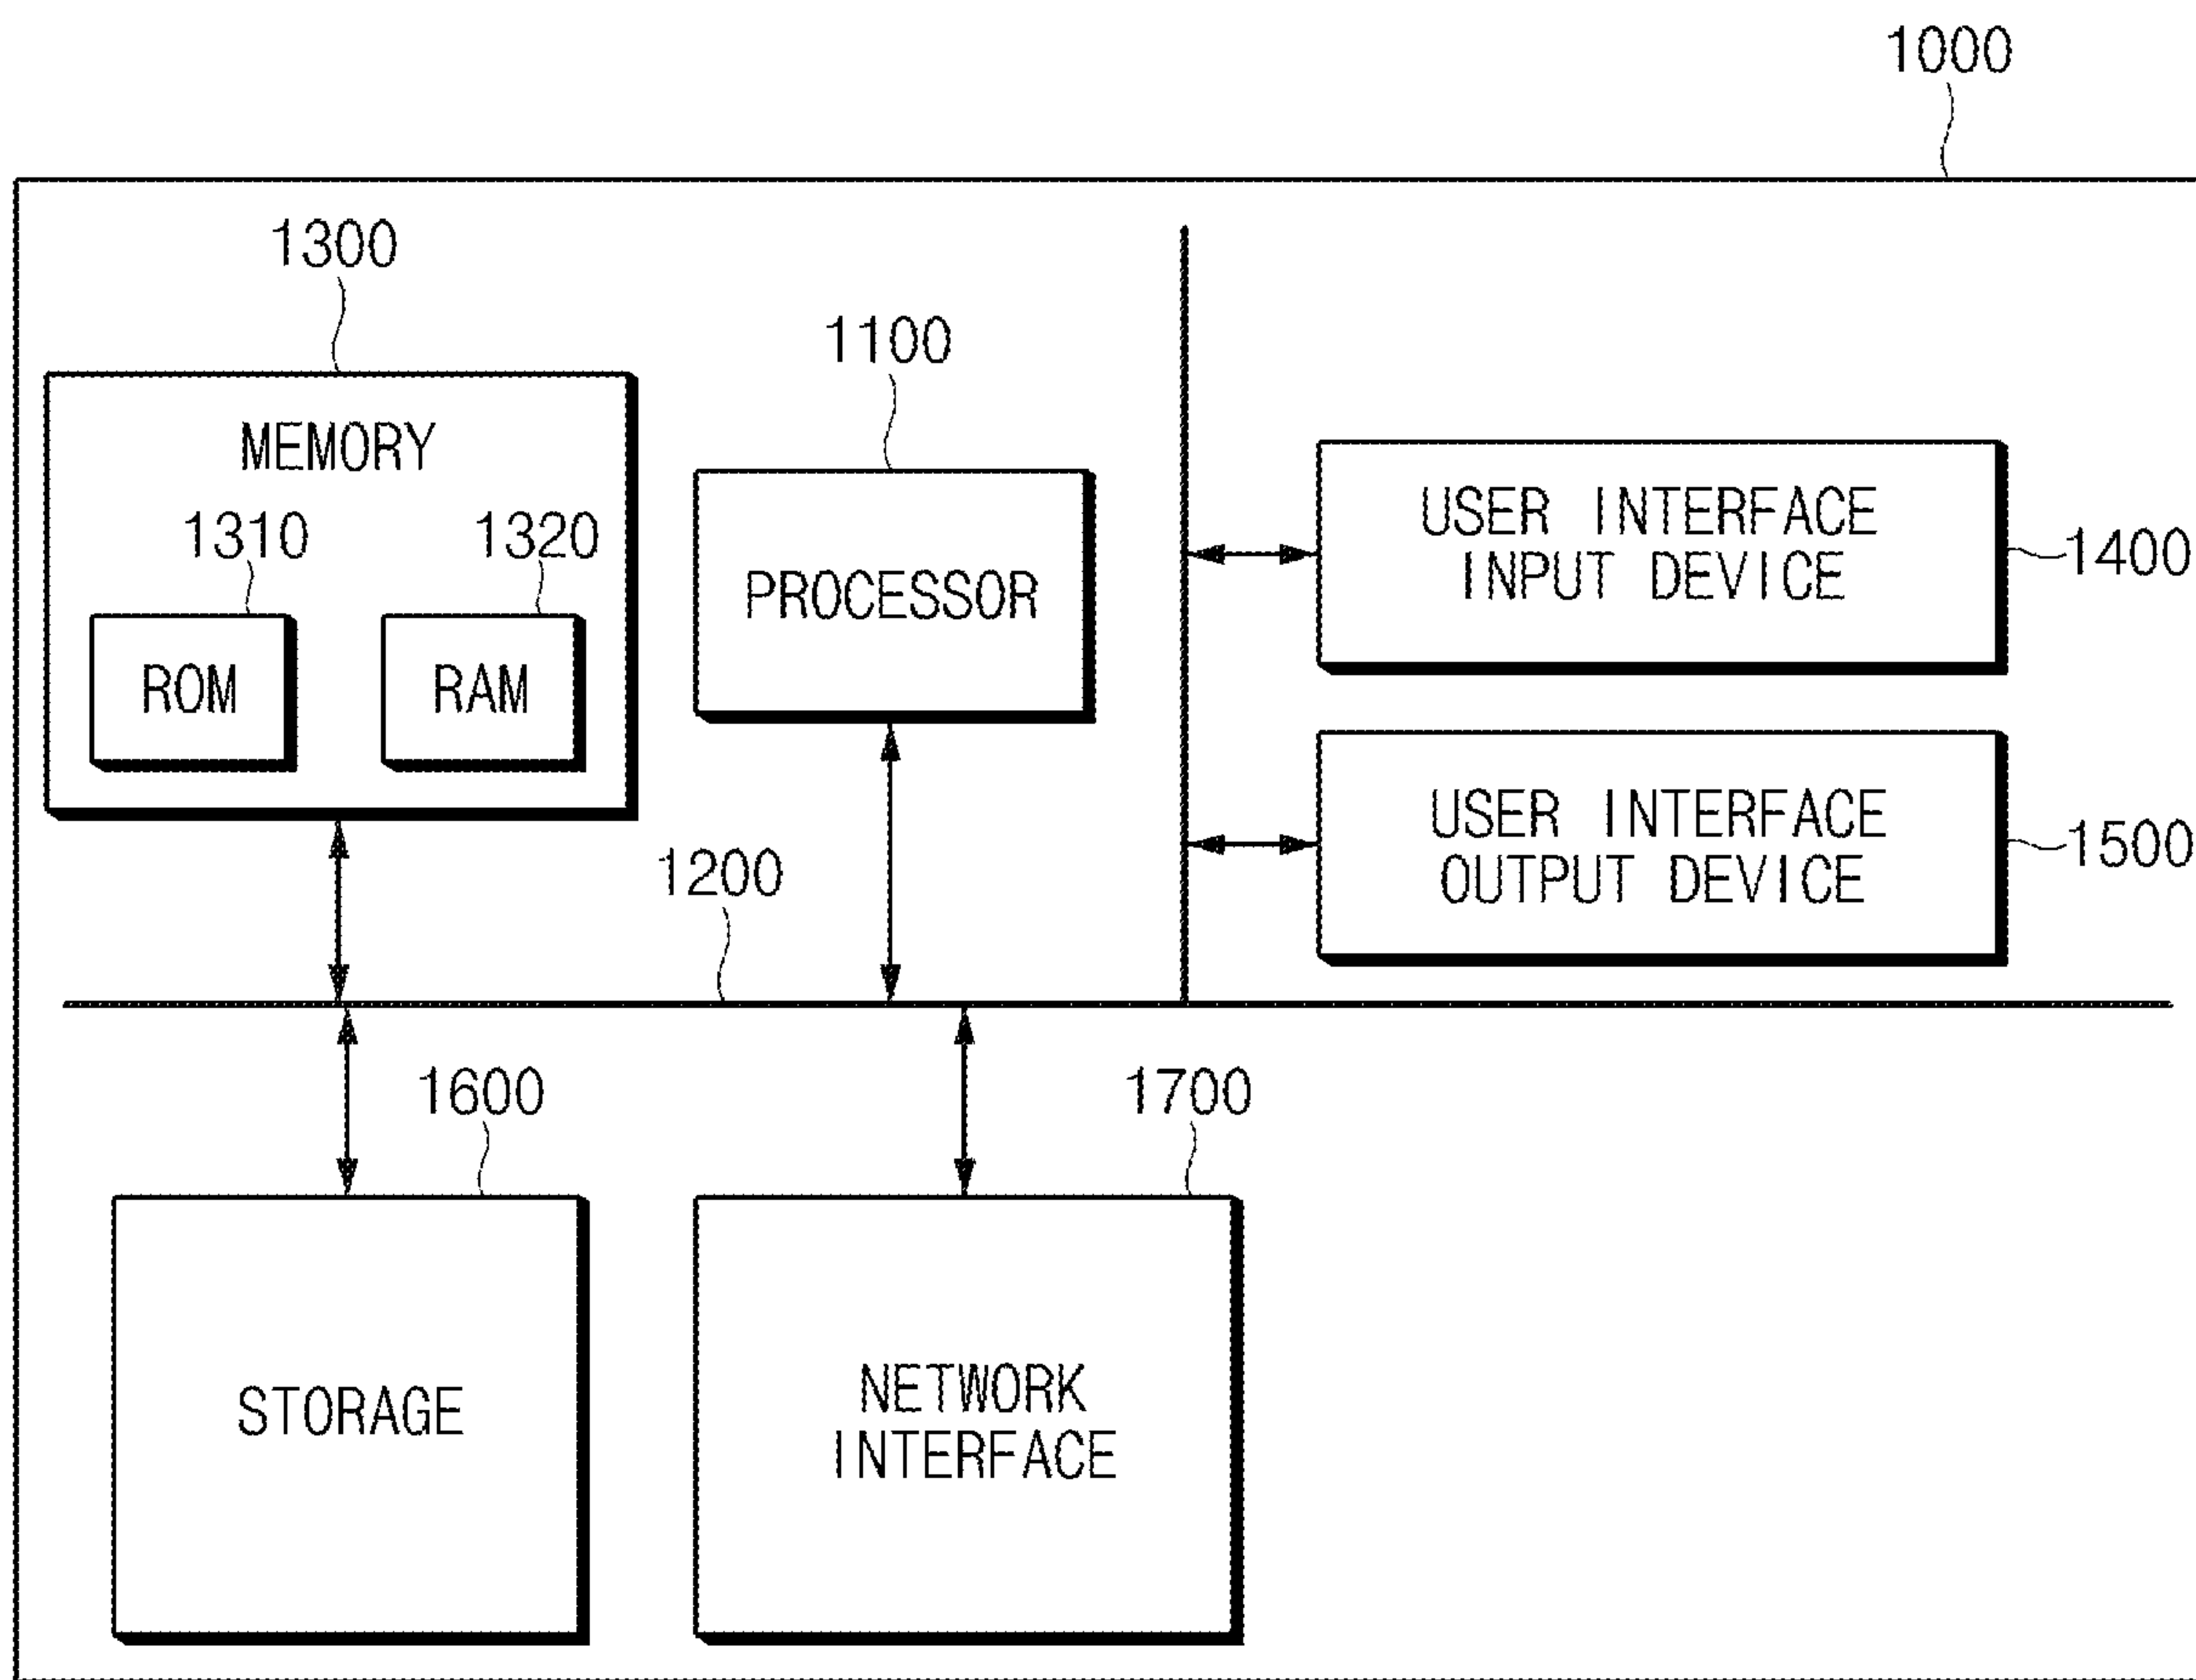 1000
1300
1100
MEMORY
1310
1320
ROM
RAM
PROCESSOR
USER INTERFACE
INPUT DEVICE
1400
USER INTERFACE
OUTPUT DEVICE
1500
1200
1600
1700
STORAGE
NETWORK
INTERFACE